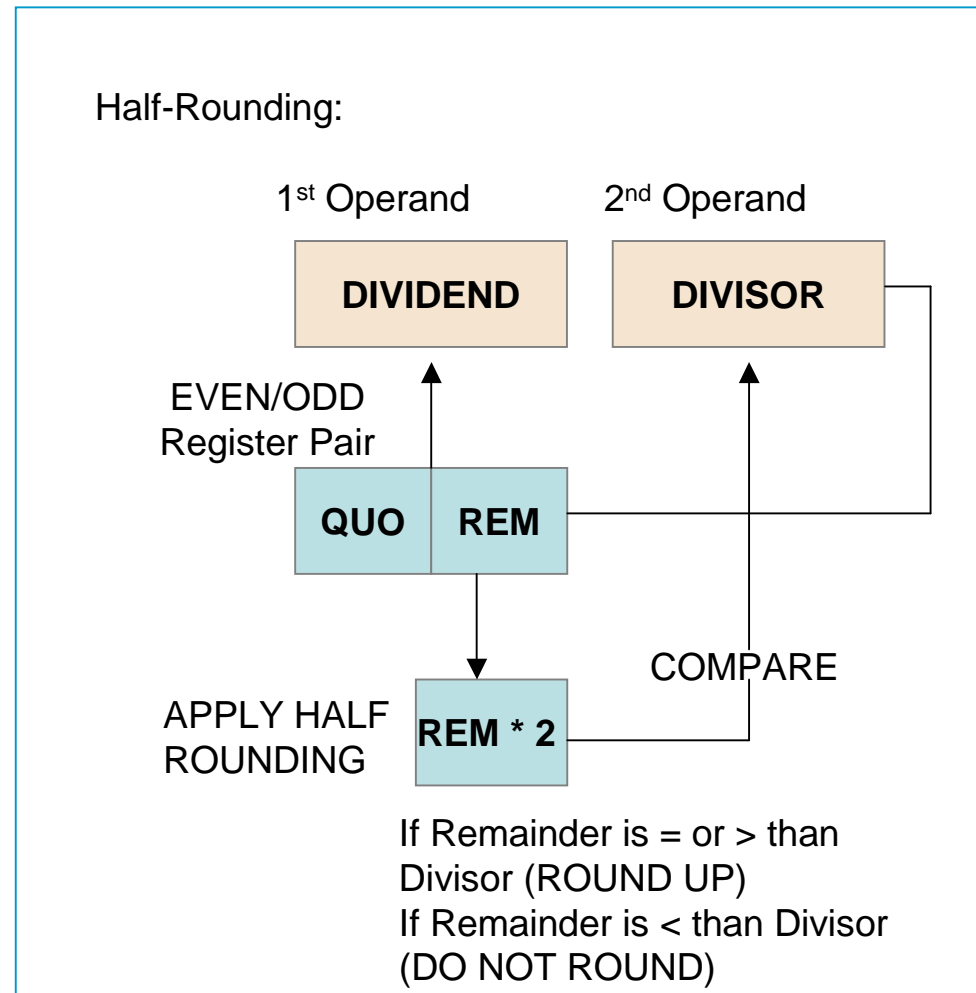 Half-Rounding:
1st Operand
2nd Operand
DIVIDEND
DIVISOR
EVEN/ODD
Register Pair
QUO
REM
COMPARE
APPLY HALF
ROUNDING
REM * 2
If Remainder is = or > than
Divisor (ROUND UP)
If Remainder is < than Divisor
(DO NOT ROUND)